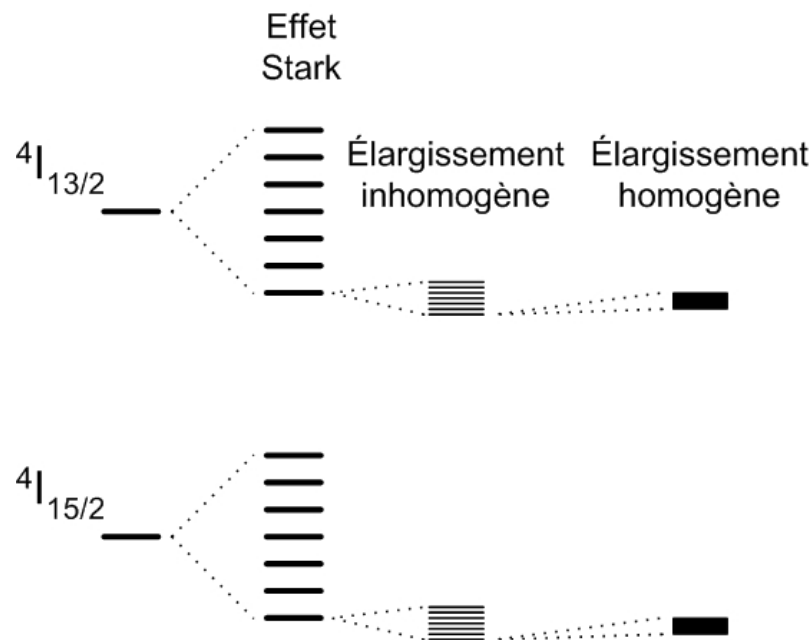 Effet
Stark
Élargissement
inhomogène
Élargissement
homogène
4I13/2
4I15/2